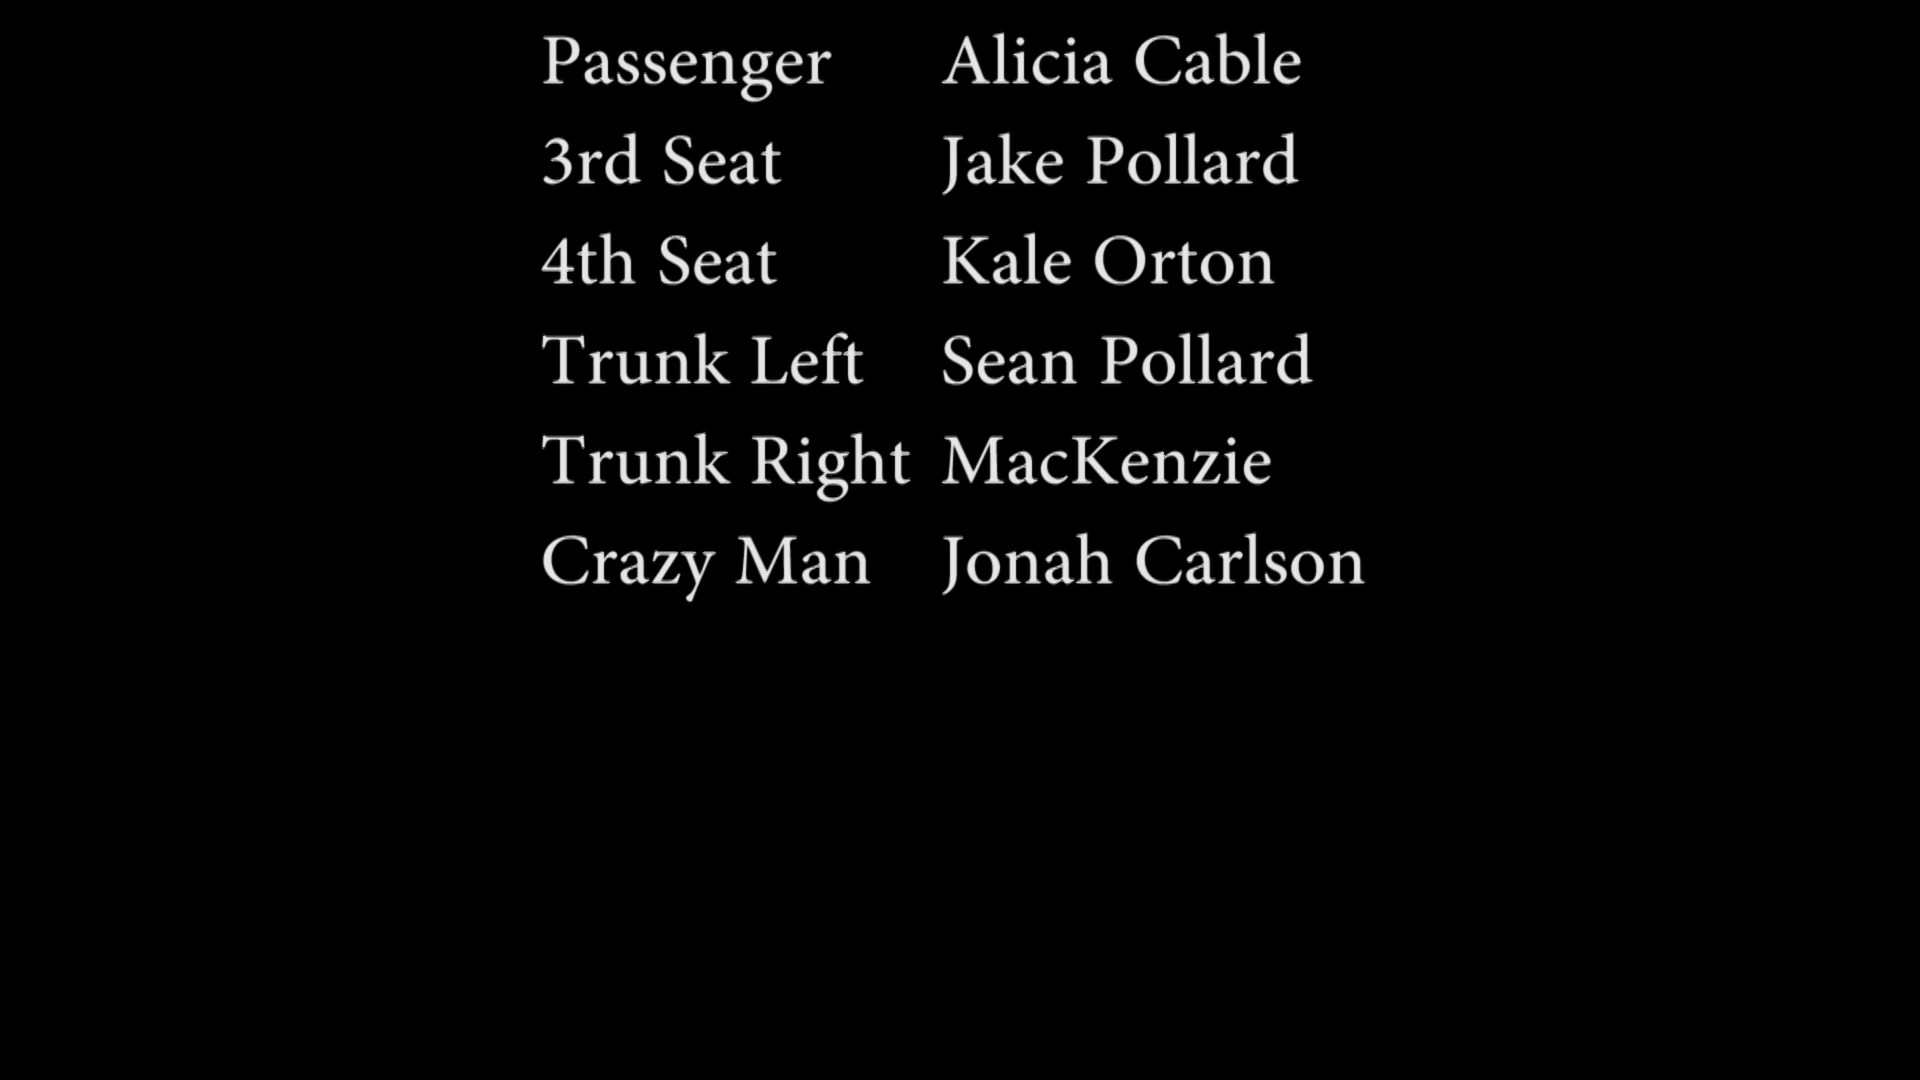 Passenger Alicia Cable
3rd Seat Jake Pollard
4th Seat Kale Orton
Trunk Left Sean Pollard
Trunk Right MacKenzie
Crazy Man Jonah Carlson